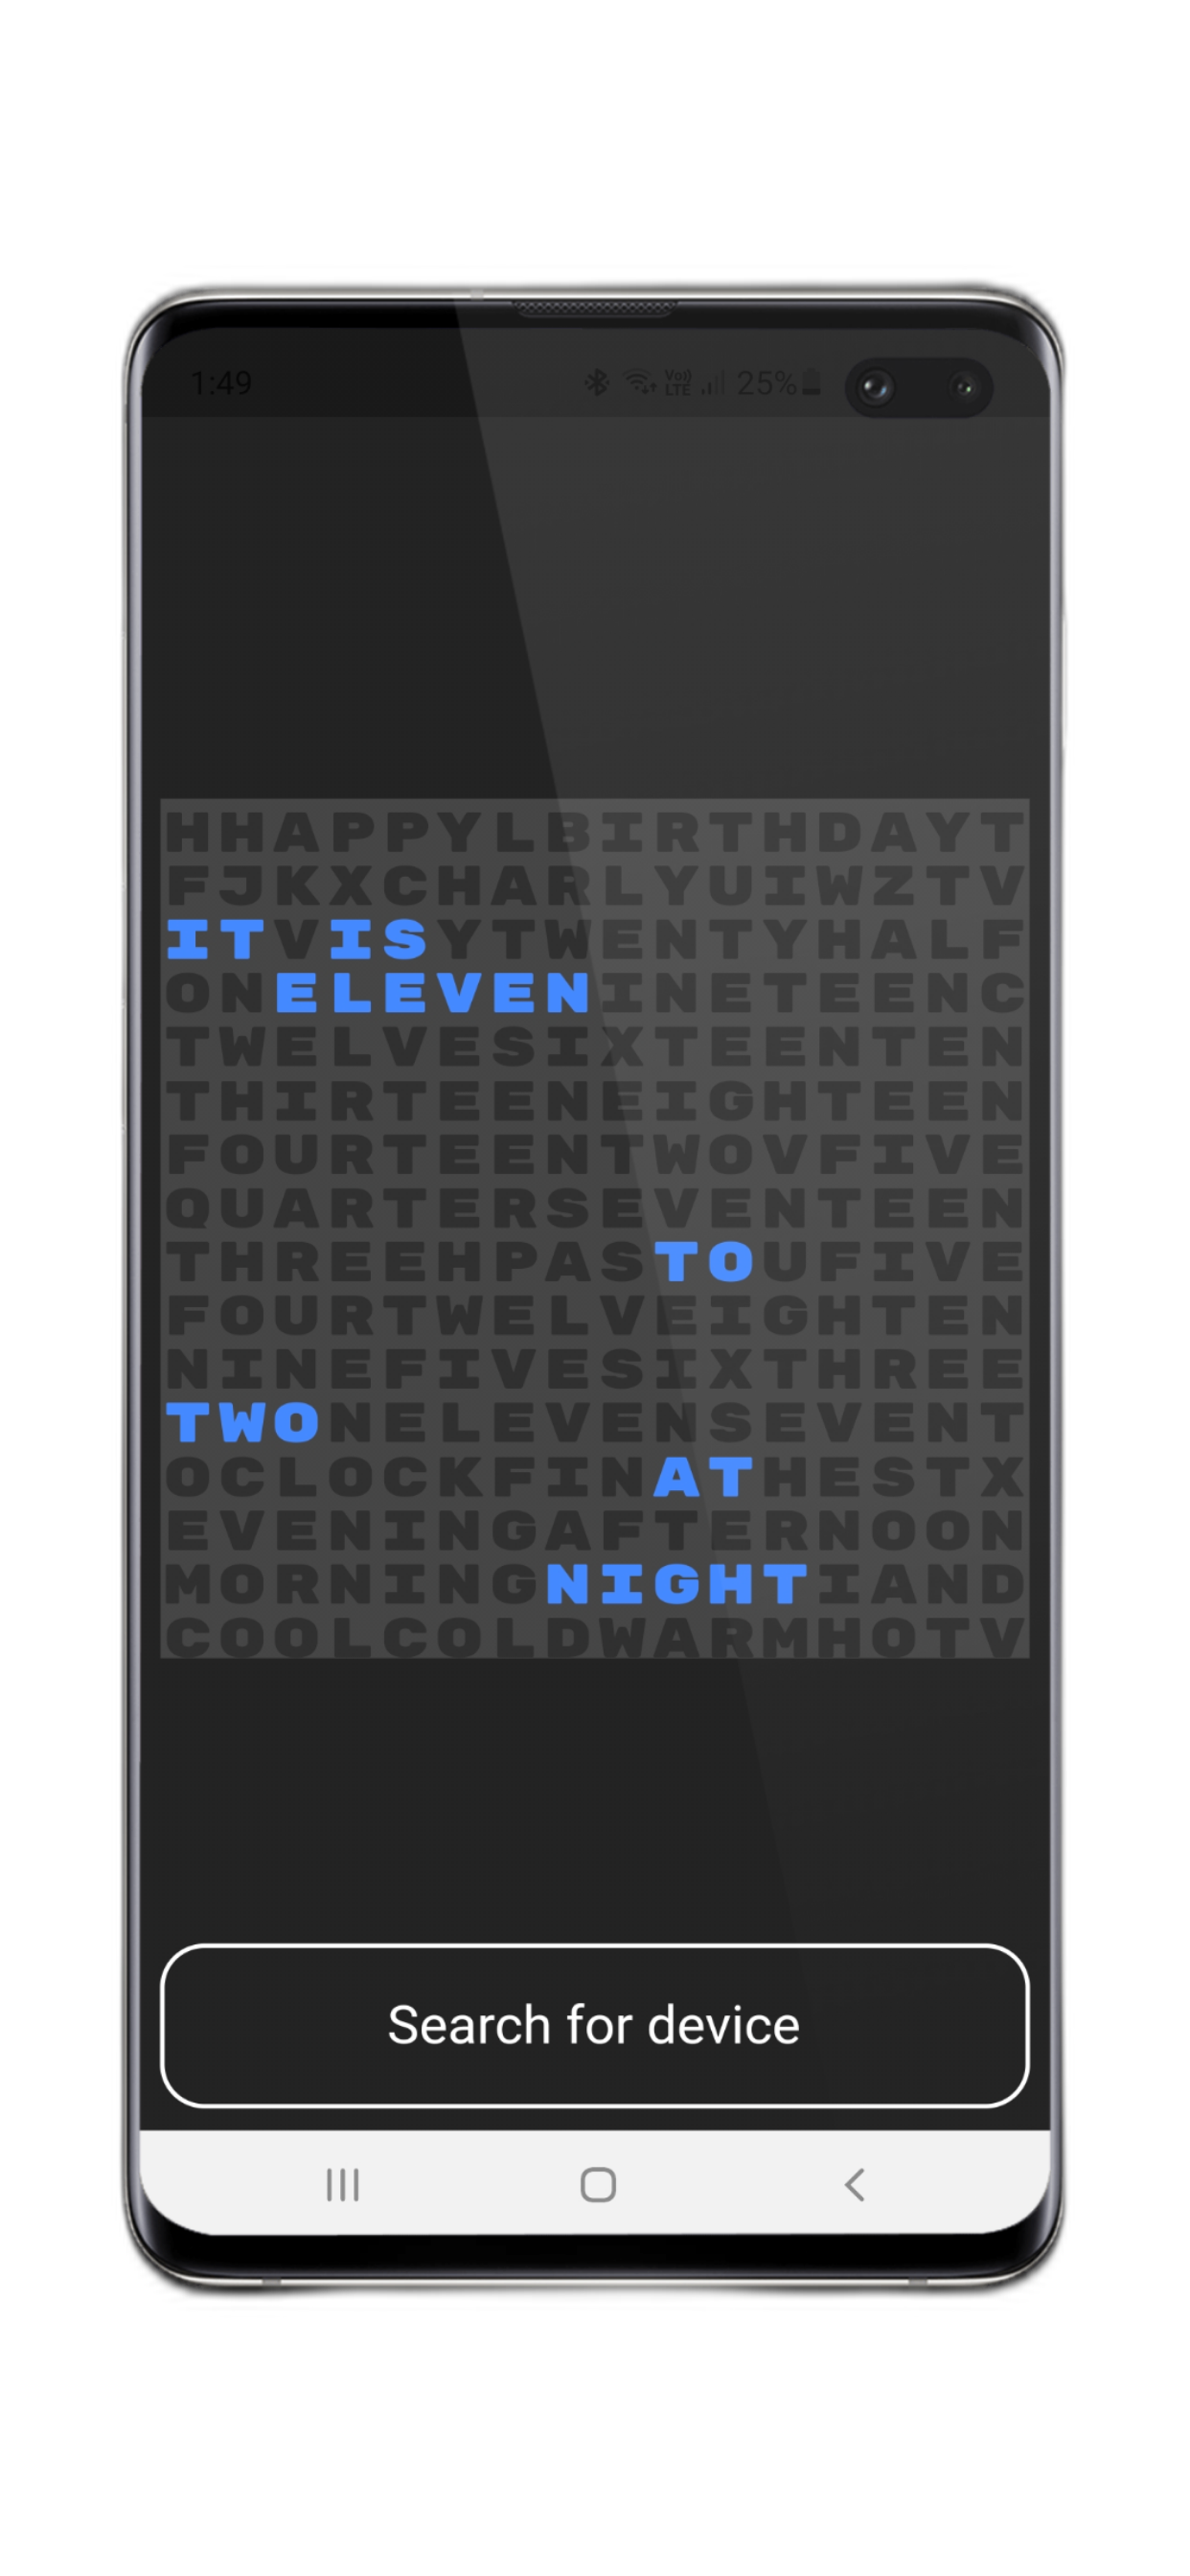 1:49 Vo) LTE 25%
HHAPPYLBIRTHDAYT
FJKXCHARLYUIWZTV
ITVISYTWENTYHALF
ONELEVENINETEENC
TWELVESIXTEENTEN
THIRTEENEIGHTEEN
FOURTEENTWOVFIVE
QUARTERSEVENTEEN
THREEHPASTOUFIVE
FOURTWELVEIGHTEN
NINEFIVESIXTHREE
TWONELEVENSEVENT
OCLOCKFINATHESTX
EVENINGAFTERNOON
MORNINGNIGHTIAND
COOLCOLDWARMHOTV
Search for device